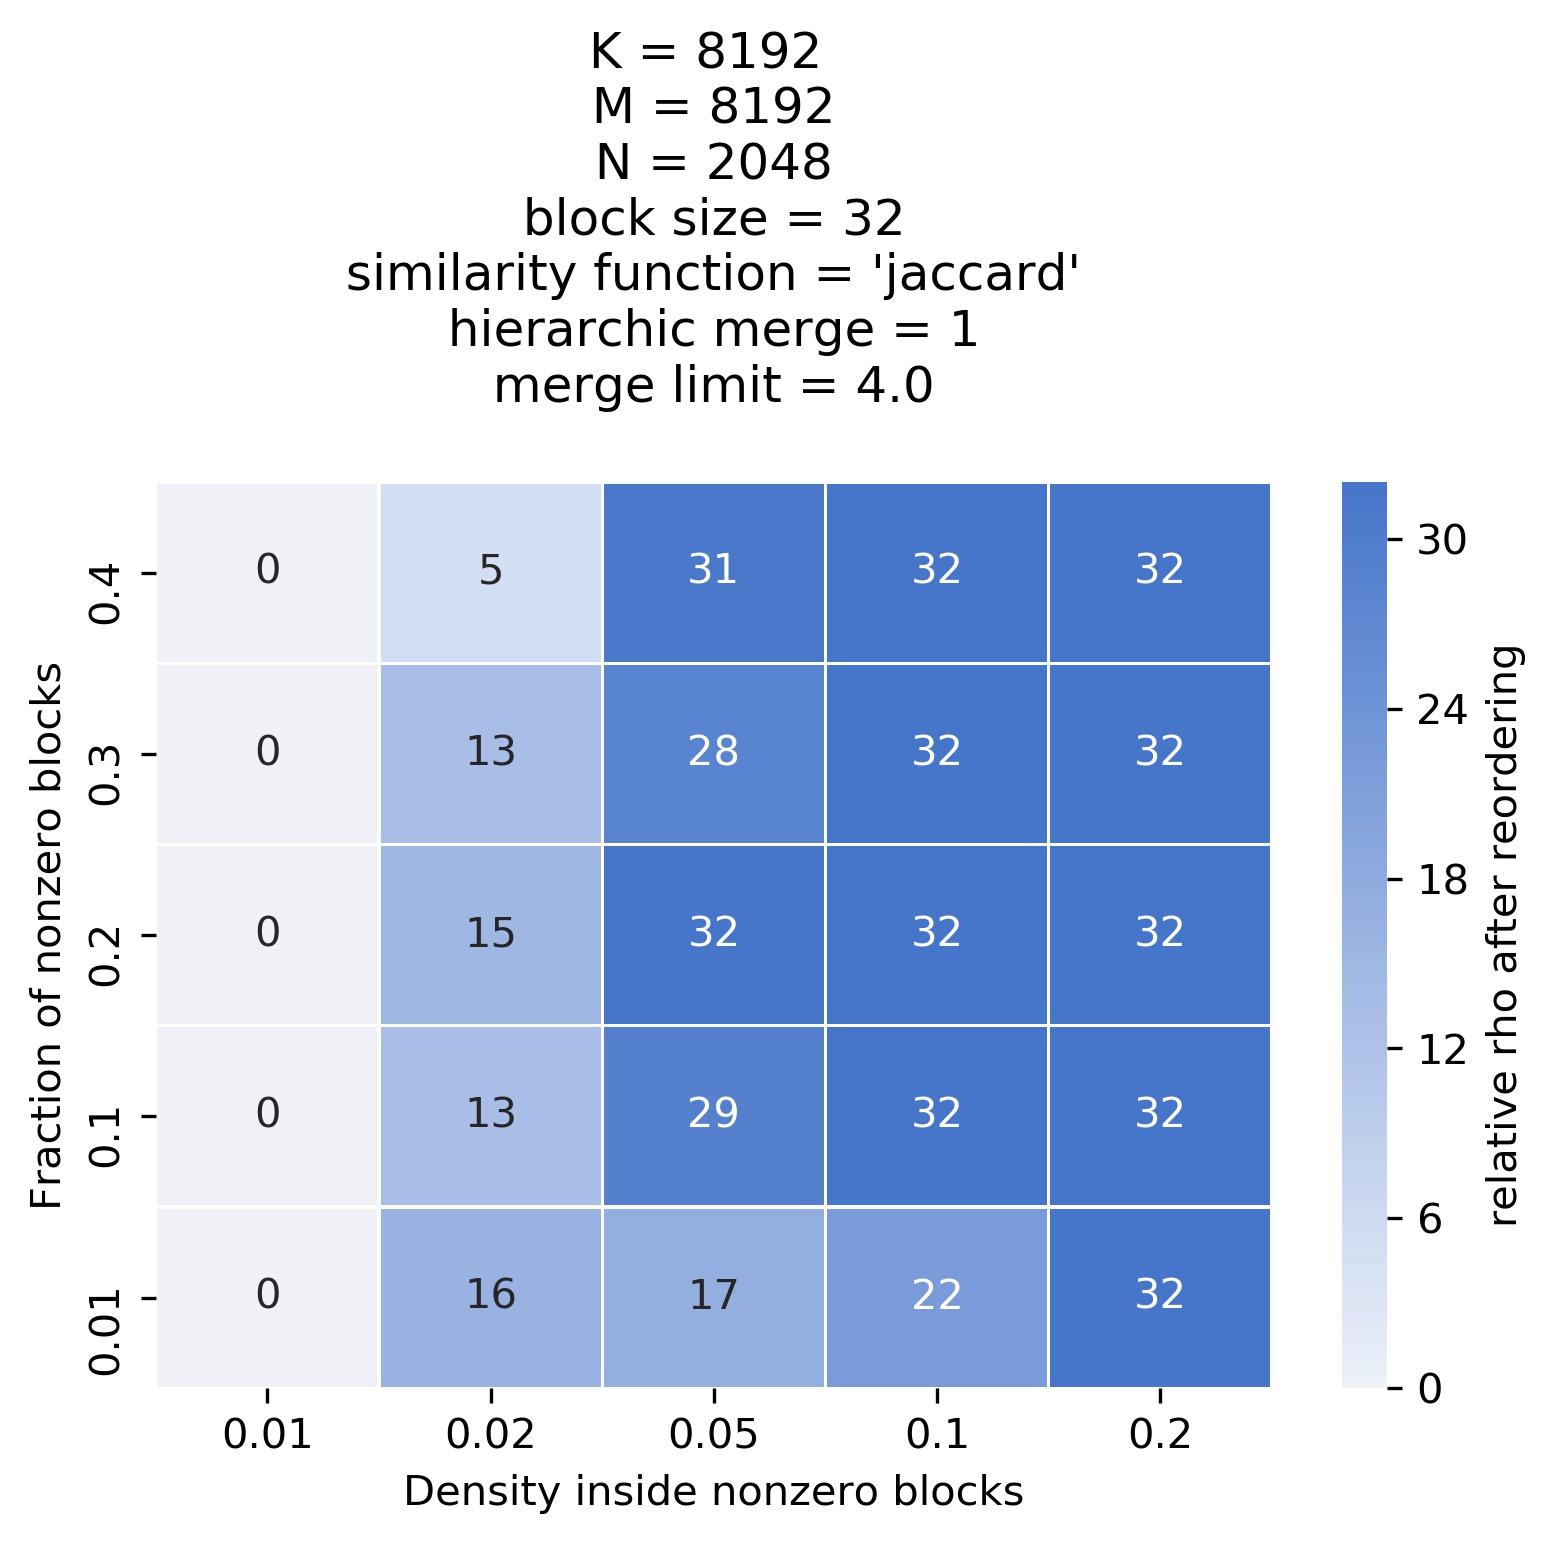 K = 8192
M = 8192
N = 2048
block size = 32
similarity function = 'jaccard'
hierarchic merge = 1
merge limit = 4.0
Fraction of nonzero blocks
0.4 0 5 31 32 32
0.3 0 13 28 32 32
0.2 0 15 32 32 32
0.1 0 13 29 32 32
0.01 0 16 17 22 32
0.01 0.02 0.05 0.1 0.2
Density inside nonzero blocks
30
24
18
12
6
0
relative rho after reordering